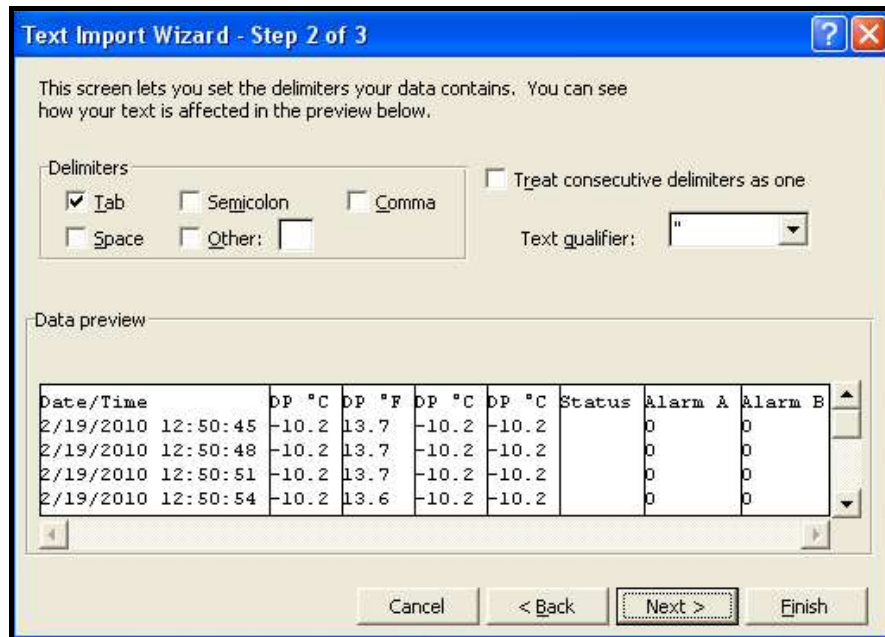 Text Import Wizard - Step 2 of 3
This screen lets you set the delimiters your data contains. You can see
how your text is affected in the preview below.
Delimiters
Tab Semicolon Comma
Space Other:
Treat consecutive delimiters as one
Text qualifier: "
Data preview
Date/Time DP °C DP °F DP °C DP °C Status Alarm A Alarm B
2/19/2010 12:50:45 -10.2 13.7 -10.2 -10.2 0 0
2/19/2010 12:50:48 -10.2 13.7 -10.2 -10.2 0 0
2/19/2010 12:50:51 -10.2 13.7 -10.2 -10.2 0 0
2/19/2010 12:50:54 -10.2 13.6 -10.2 -10.2 0 0
Cancel < Back Next > Finish